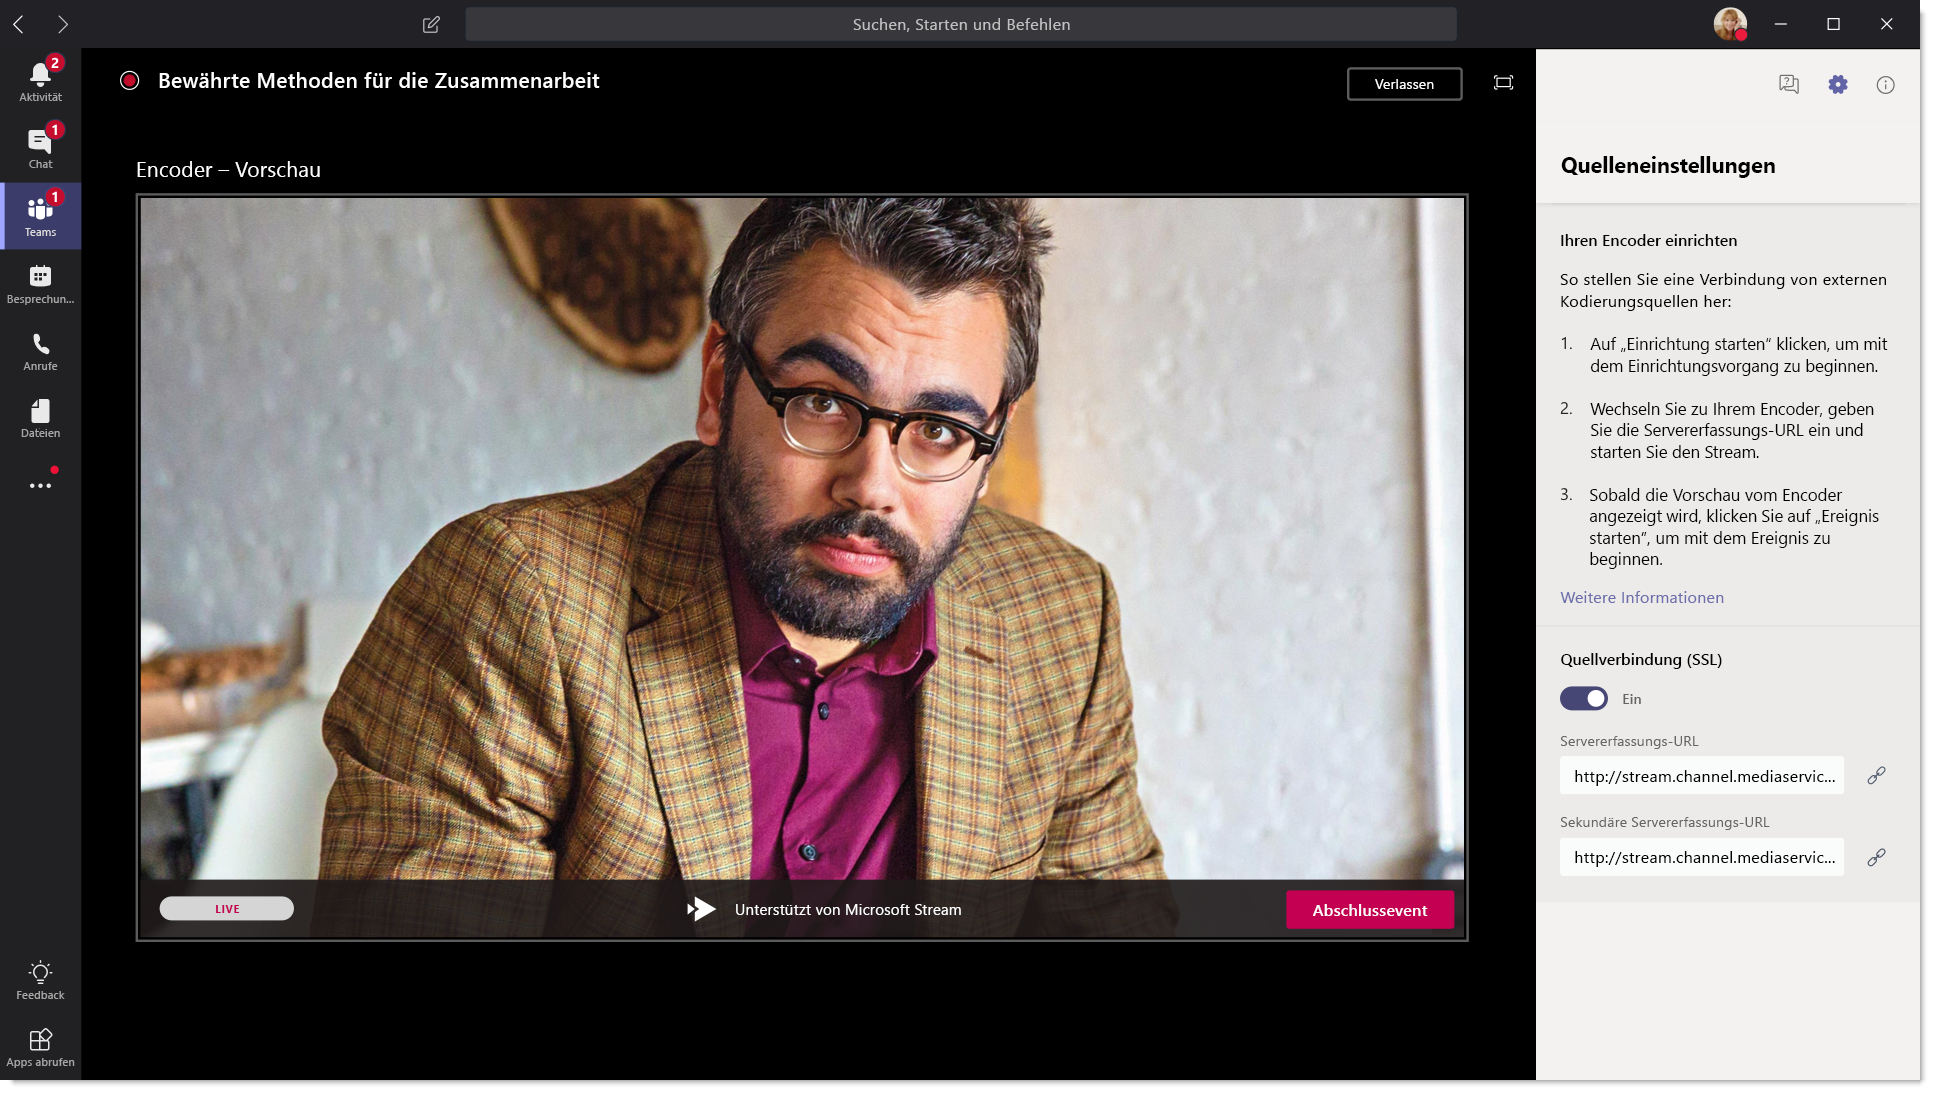 Suchen, Starten und Befehlen
2
Aktivität
1
Chat
1
Teams
Besprechun...
Anrufe
Dateien
Feedback
Apps abrufen
Bewährte Methoden für die Zusammenarbeit
Verlassen
Encoder – Vorschau
LIVE
Unterstützt von Microsoft Stream
Abschlussevent
Quelleneinstellungen
Ihren Encoder einrichten
So stellen Sie eine Verbindung von externen
Kodierungsquellen her:
1. Auf „Einrichtung starten“ klicken, um mit
dem Einrichtungsvorgang zu beginnen.
2. Wechseln Sie zu Ihrem Encoder, geben
Sie die Servererfassungs-URL ein und
starten Sie den Stream.
3. Sobald die Vorschau vom Encoder
angezeigt wird, klicken Sie auf „Ereignis
starten“, um mit dem Ereignis zu
beginnen.
Weitere Informationen
Quellverbindung (SSL)
Ein
Servererfassungs-URL
http://stream.channel.mediaservic...
Sekundäre Servererfassungs-URL
http://stream.channel.mediaservic...